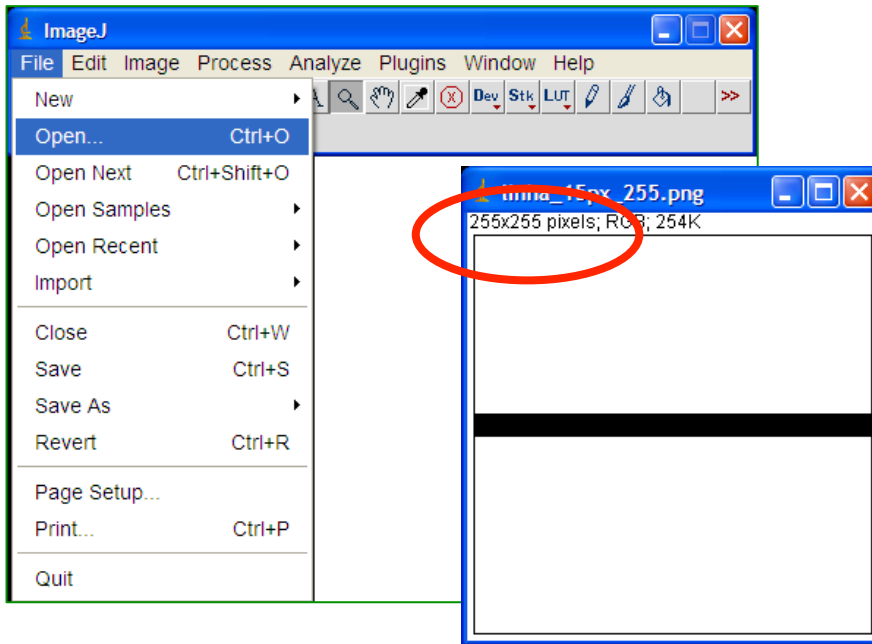 ImageJ
File Edit Image Process Analyze Plugins Window Help
Dev Stk LUT >>
New
Open... Ctrl+O
Open Next Ctrl+Shift+O
Open Samples
Open Recent
Import
Close Ctrl+W
Save Ctrl+S
Save As
Revert Ctrl+R
Page Setup...
Print... Ctrl+P
Quit
linha_15px_255.png
255x255 pixels; RGB; 254K